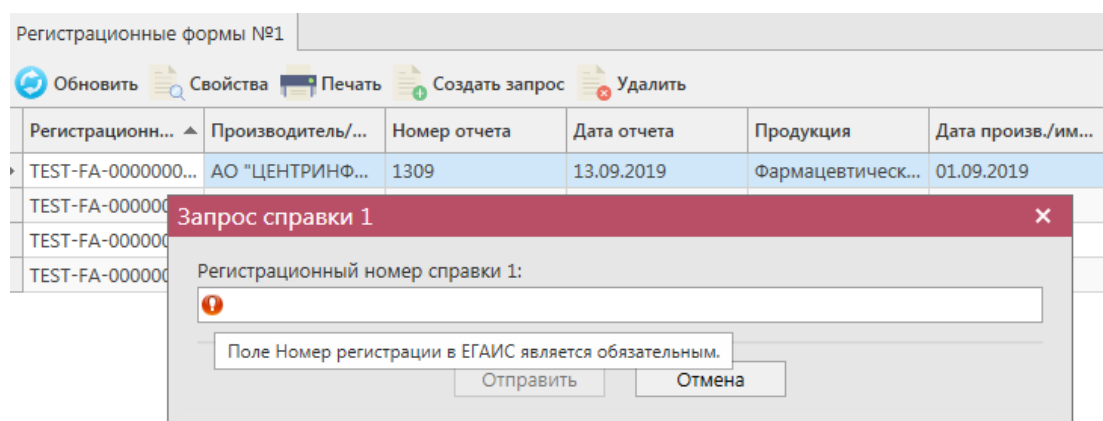 Регистрационные формы №1
Обновить Свойства Печать Создать запрос Удалить
Регистрационн... Производитель/... Номер отчета Дата отчета Продукция Дата произв./им...
TEST-FA-0000000... АО "ЦЕНТРИНФ... 1309 13.09.2019 Фармацевтическ... 01.09.2019
TEST-FA-000000
TEST-FA-000000
TEST-FA-000000
Запрос справки 1
Регистрационный номер справки 1:
Поле Номер регистрации в ЕГАИС является обязательным.
Отправить Отмена